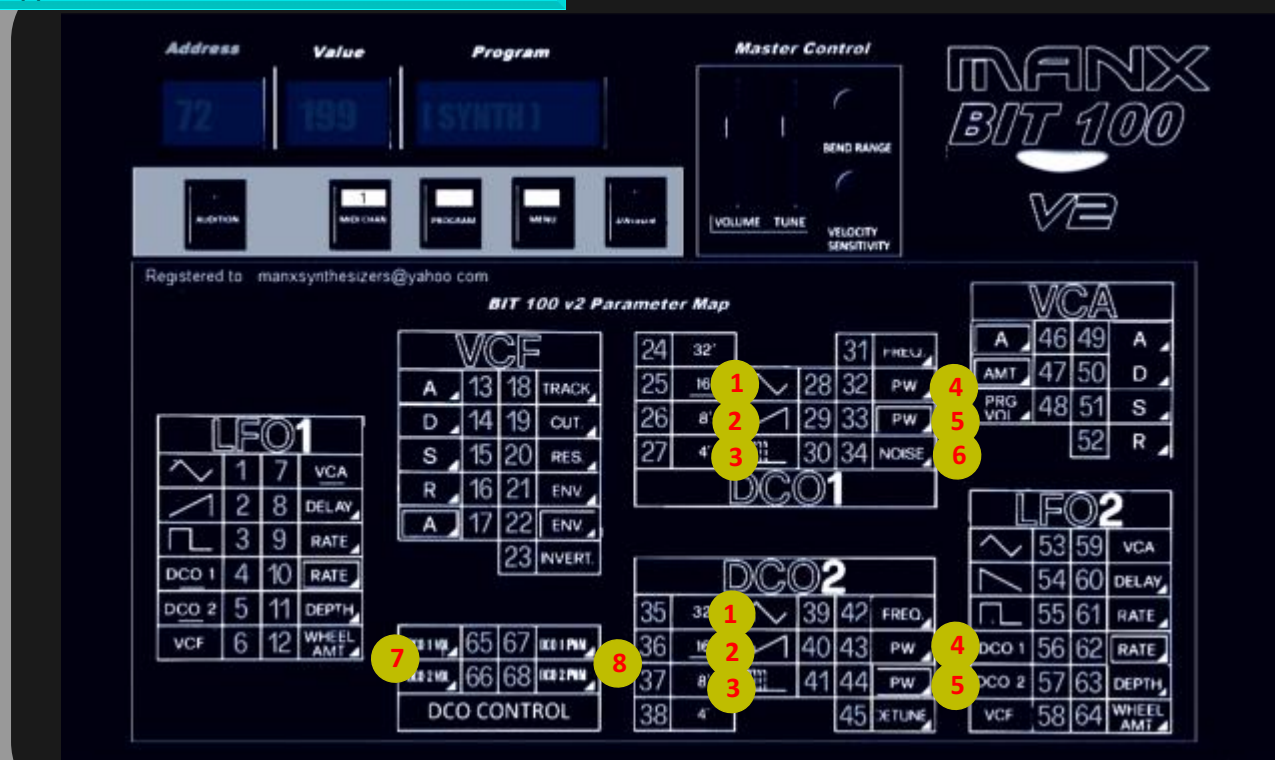 Address Value Program Master Control
MANX
BIT 100
V2
72 199 [ SYNTH ]
BEND RANGE
VOLUME TUNE
VELOCITY
SENSITIVITY
AUDITION
1
MIDI CHAN
PROGRAM
MENU
Registered to manxsynthesizers@yahoo com
BIT 100 v2 Parameter Map
LFO1
1 7 VCA
2 8 DELAY
3 9 RATE
DCO 1 4 10 RATE
DCO 2 5 11 DEPTH
VCF 6 12 WHEEL AMT
VCF
A 13 18 TRACK
D 14 19 CUT.
S 15 20 RES.
R 16 21 ENV
A 17 22 ENV.
23 INVERT.
7 65 67 DCO 1 PWM 8
66 68 DCO 2 PWM
DCO CONTROL
24 32' 31 FREQ.
25 16' 1 28 32 PW 4
26 8' 2 29 33 PW 5
27 4' 3 30 34 NOISE 6
DCO1
DCO2
35 32' 1 39 42 FREQ.
36 16' 2 40 43 PW 4
37 8' 3 41 44 PW 5
38 4' 45 DETUNE
VCA
A 46 49 A
AMT 47 50 D
PRG VOL 48 51 S
52 R
LFO2
53 59 VCA
54 60 DELAY
55 61 RATE
DCO 1 56 62 RATE
DCO 2 57 63 DEPTH
VCF 58 64 WHEEL AMT